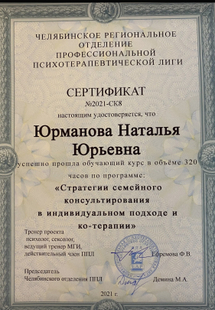 ЧЕЛЯБИНСКОЕ РЕГИОНАЛЬНОЕ
ОТДЕЛЕНИЕ
ПРОФЕССИОНАЛЬНОЙ
ПСИХОТЕРАПЕВТИЧЕСКОЙ ЛИГИ
СЕРТИФИКАТ
№2021-СК8
настоящим удостоверяется, что
Юрманова Наталья
Юрьевна
успешно прошла обучающий курс в объёме 320
часов по программе:
«Стратегии семейного
консультирования
в индивидуальном подходе и
ко-терапии»
Тренер проекта
психолог, сексолог,
ведущий тренер МГИ,
действительный член ППЛ
Ефремова Ф.В.
Председатель
Челябинского отделения ППЛ
Демина М.А.
2021 г.